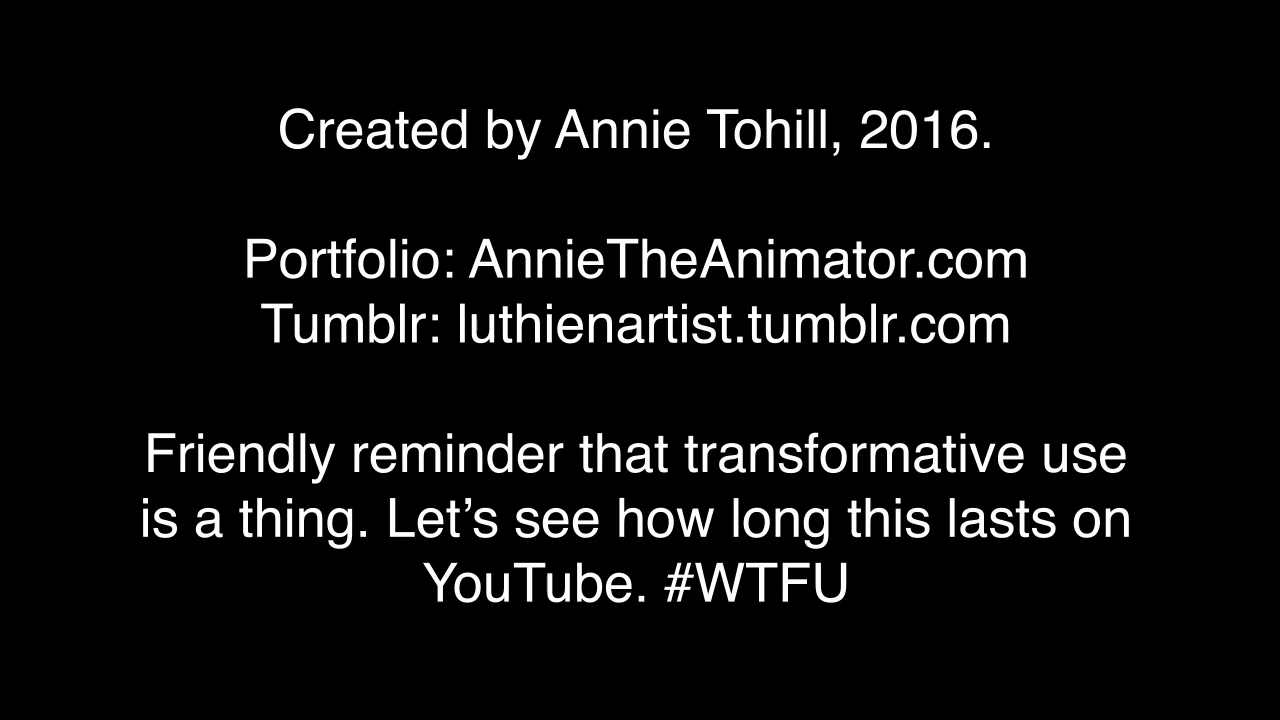 Created by Annie Tohill, 2016.
Portfolio: AnnieTheAnimator.com
Tumblr: luthienartist.tumblr.com
Friendly reminder that transformative use
is a thing. Let’s see how long this lasts on
YouTube. #WTFU